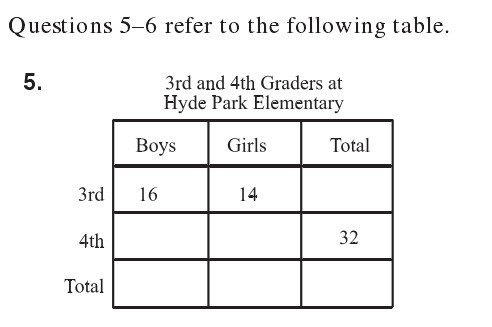 Questions 5–6 refer to the following table.
5.
3rd and 4th Graders at
Hyde Park Elementary
Boys Girls Total
3rd 16 14
4th 32
Total